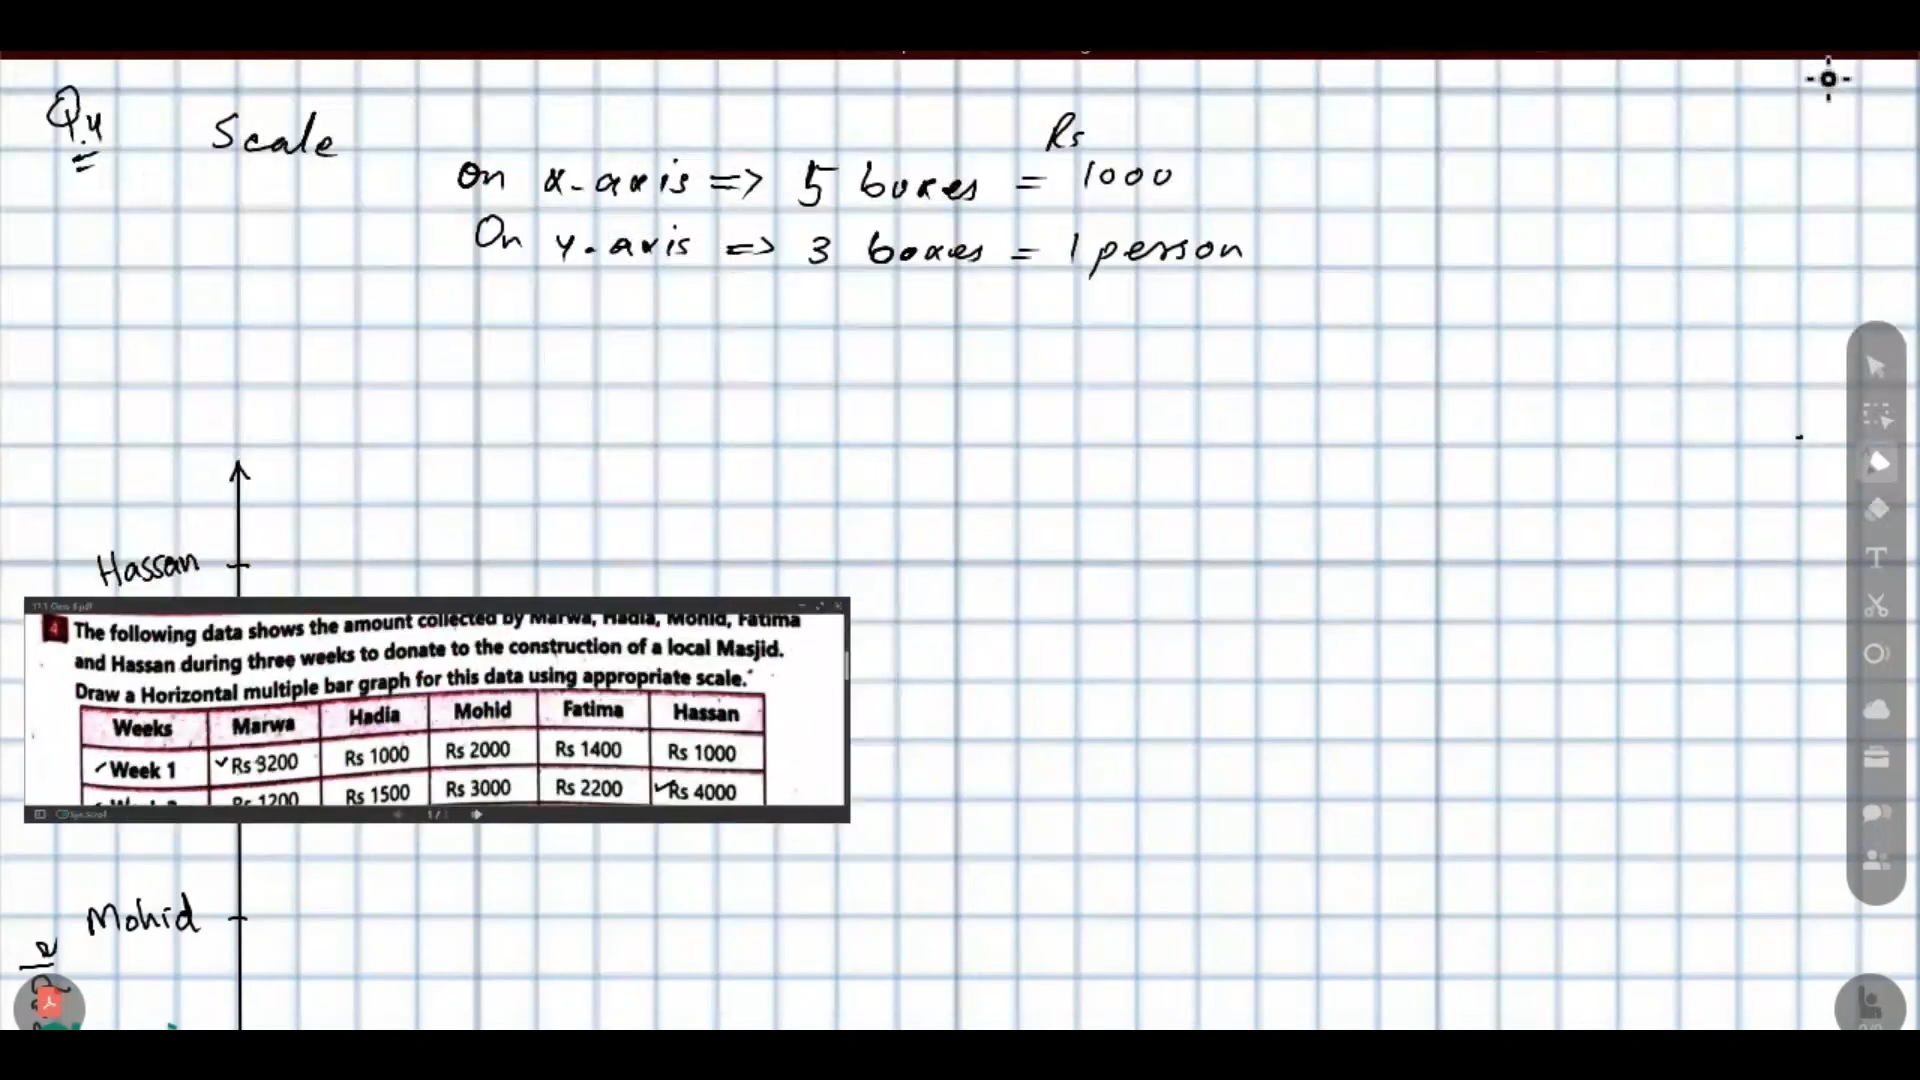 Q.4
Scale
Rs
On x-axis => 5 boxes = 1000
On y-axis => 3 boxes = 1 person
Hassan
4 The following data shows the amount collected by Marwa, Hadia, Mohid, Fatima
and Hassan during three weeks to donate to the construction of a local Masjid.
Draw a Horizontal multiple bar graph for this data using appropriate scale.
Weeks Marwa Hadia Mohid Fatima Hassan
Week 1 Rs 3200 Rs 1000 Rs 2000 Rs 1400 Rs 1000
Rs 1200 Rs 1500 Rs 3000 Rs 2200 Rs 4000
Mohid
T